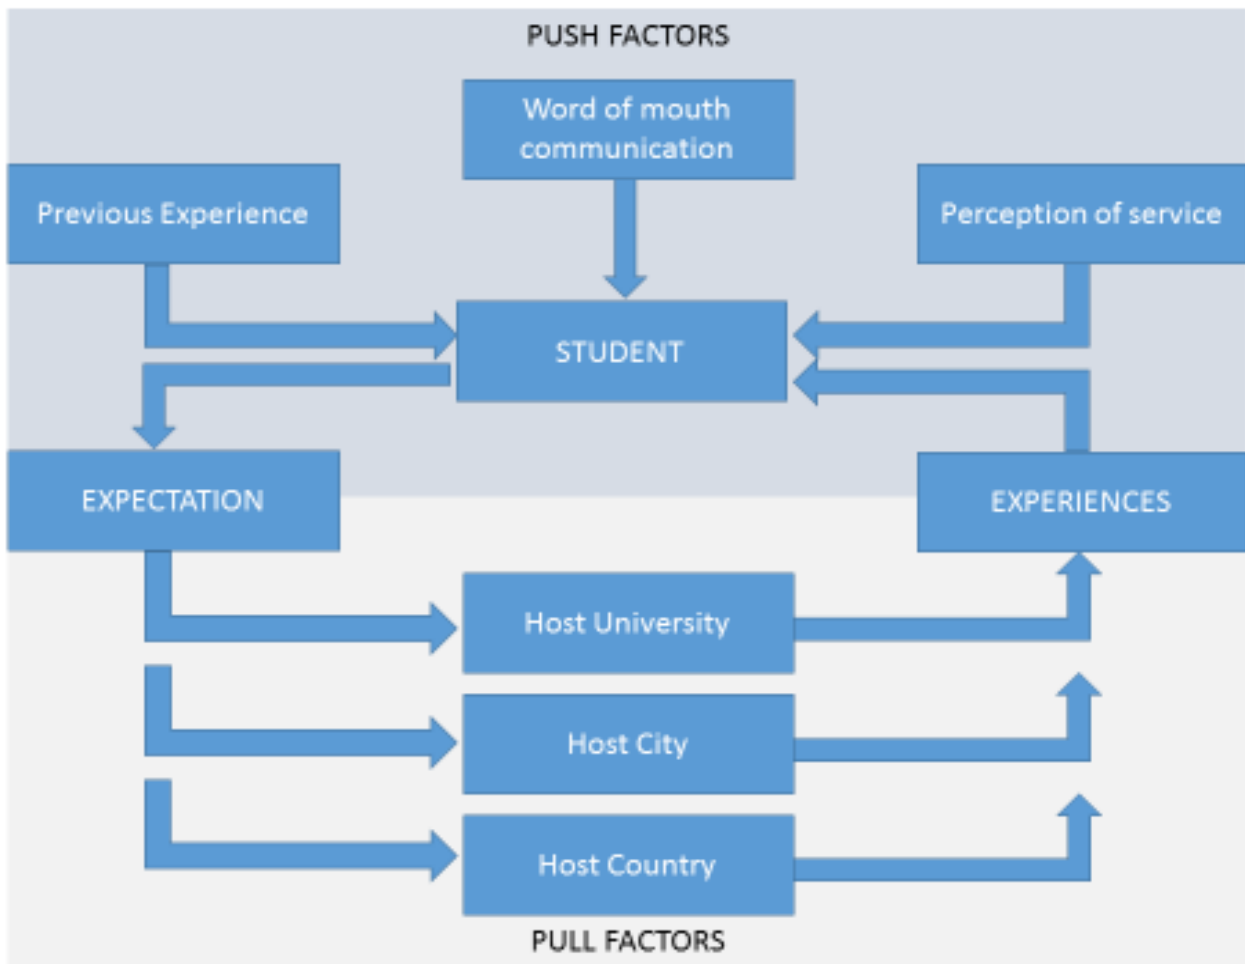 PUSH FACTORS
Word of mouth
communication
Previous Experience
Perception of service
STUDENT
EXPECTATION
EXPERIENCES
Host University
Host City
Host Country
PULL FACTORS